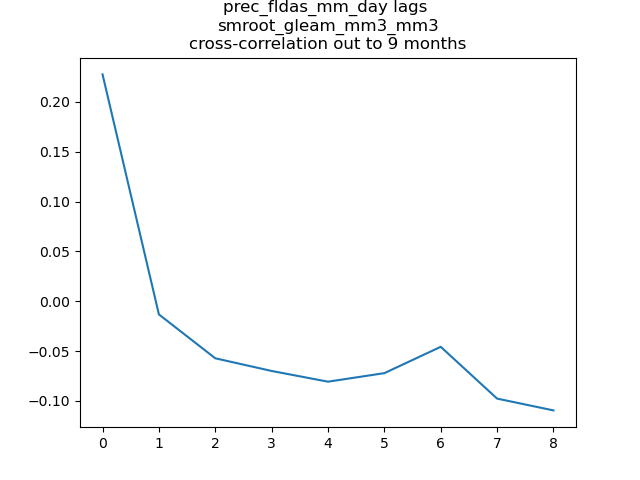 prec_fldas_mm_day lags
smroot_gleam_mm3_mm3
cross-correlation out to 9 months
0.20
0.15
0.10
0.05
0.00
−0.05
−0.10
0 1 2 3 4 5 6 7 8